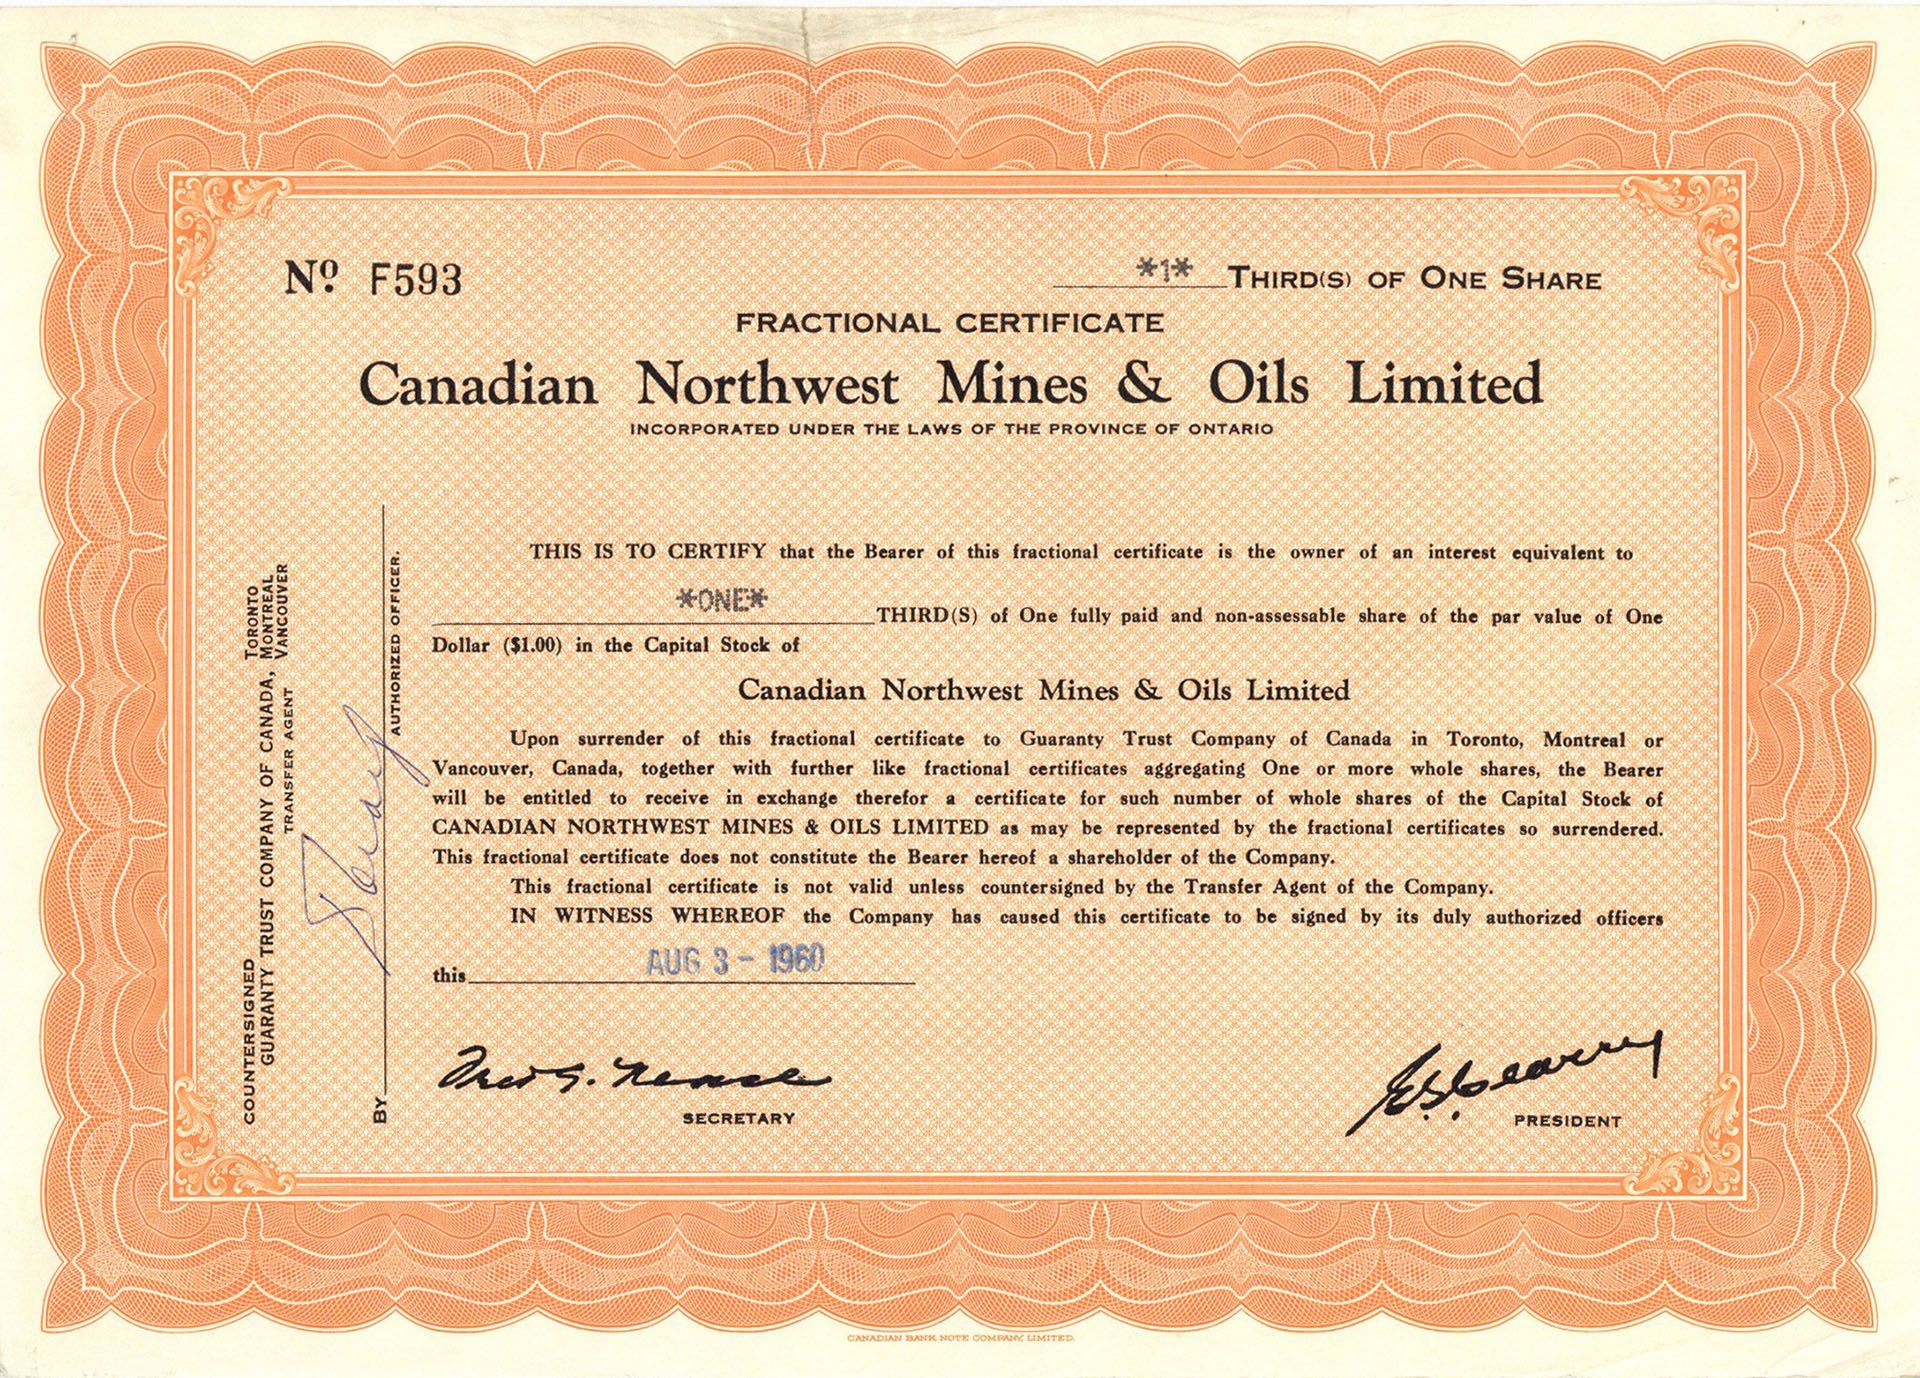 Nº F593
*1* THIRD(S) OF ONE SHARE
FRACTIONAL CERTIFICATE
Canadian Northwest Mines & Oils Limited
INCORPORATED UNDER THE LAWS OF THE PROVINCE OF ONTARIO
THIS IS TO CERTIFY that the Bearer of this fractional certificate is the owner of an interest equivalent to
*ONE* THIRD(S) of One fully paid and non-assessable share of the par value of One
Dollar ($1.00) in the Capital Stock of
Canadian Northwest Mines & Oils Limited
Upon surrender of this fractional certificate to Guaranty Trust Company of Canada in Toronto, Montreal or
Vancouver, Canada, together with further like fractional certificates aggregating One or more whole shares, the Bearer
will be entitled to receive in exchange therefor a certificate for such number of whole shares of the Capital Stock of
CANADIAN NORTHWEST MINES & OILS LIMITED as may be represented by the fractional certificates so surrendered.
This fractional certificate does not constitute the Bearer hereof a shareholder of the Company.
This fractional certificate is not valid unless countersigned by the Transfer Agent of the Company.
IN WITNESS WHEREOF the Company has caused this certificate to be signed by its duly authorized officers
this AUG 3 - 1960
SECRETARY
PRESIDENT
COUNTERSIGNED
GUARANTY TRUST COMPANY OF CANADA, TORONTO
MONTREAL
VANCOUVER
TRANSFER AGENT
BY
AUTHORIZED OFFICER.
CANADIAN BANK NOTE COMPANY, LIMITED.